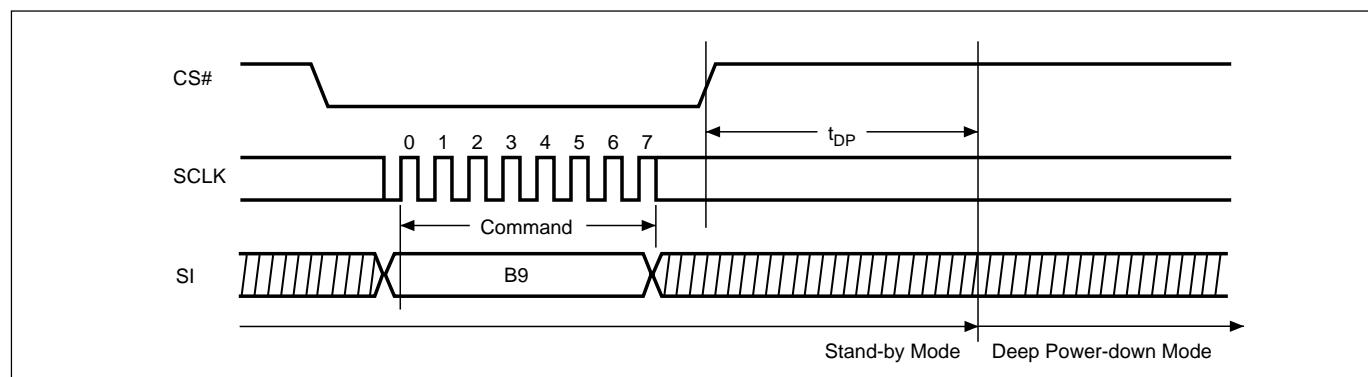 CS#
t_DP
0 1 2 3 4 5 6 7
SCLK
Command
SI
B9
Stand-by Mode
Deep Power-down Mode